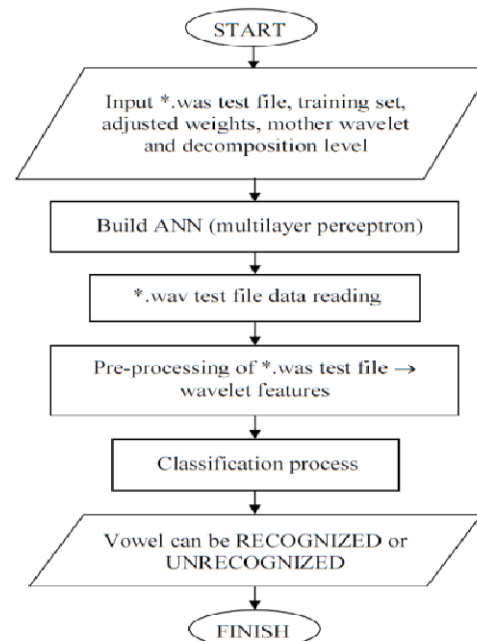 START
Input *.was test file, training set,
adjusted weights, mother wavelet
and decomposition level
Build ANN (multilayer perceptron)
*.wav test file data reading
Pre-processing of *.was test file →
wavelet features
Classification process
Vowel can be RECOGNIZED or
UNRECOGNIZED
FINISH